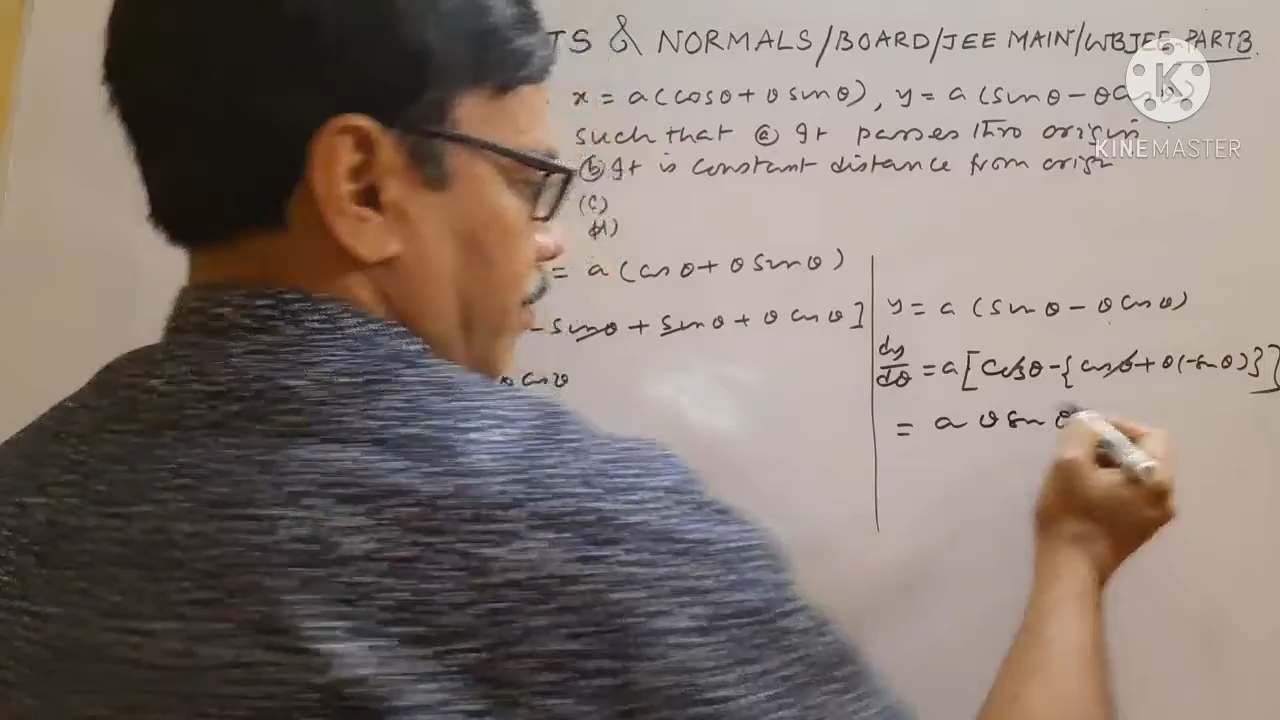 TS & NORMALS/BOARD/JEE MAIN/WBJEE-PART3.
x = a(cosθ + θ sinθ), y = a(sinθ - θcosθ)
such that ⓐ It passes thro origin.
ⓑ It is constant distance from origin
(c)
(d)
= a(cosθ + θ sinθ)
-sinθ + sinθ + θ cosθ]
cosθ
y = a (sinθ - θ cosθ)
dy/dθ = a[cosθ - {cosθ + θ(-sinθ)}]
= a θ sinθ
KINEMASTER